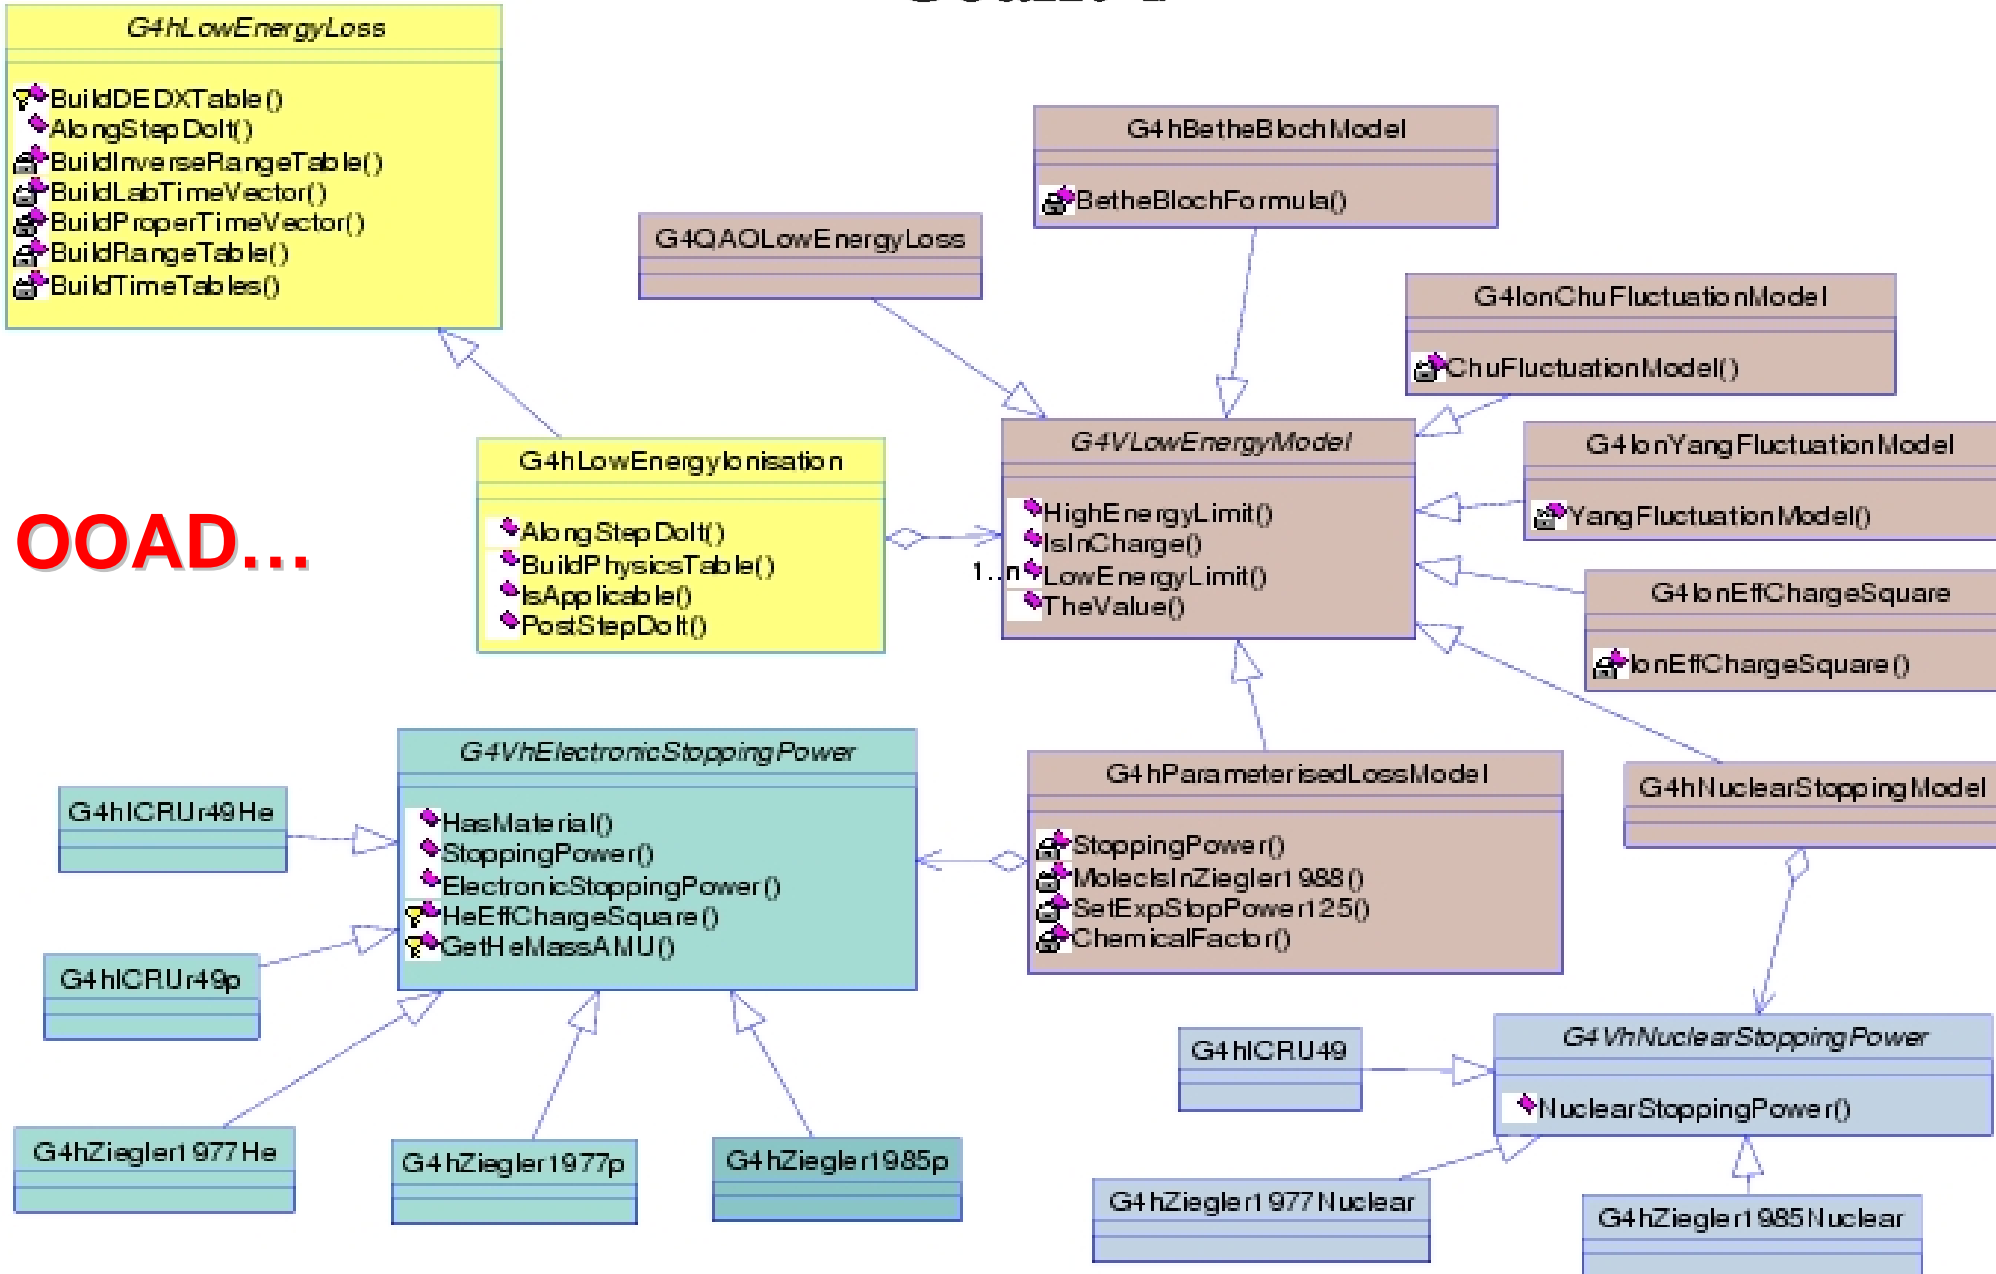 G4hLowEnergyLoss
BuildDEDXTable()
AlongStepDoIt()
BuildInverseRangeTable()
BuildLabTimeVector()
BuildProperTimeVector()
BuildRangeTable()
BuildTimeTables()
G4hBetheBlochModel
BetheBlochFormula()
G4QAOLowEnergyLoss
G4IonChuFluctuationModel
ChuFluctuationModel()
G4hLowEnergyIonisation
AlongStepDoIt()
BuildPhysicsTable()
IsApplicable()
PostStepDoIt()
G4VLowEnergyModel
HighEnergyLimit()
IsInCharge()
1..n
LowEnergyLimit()
TheValue()
G4IonYangFluctuationModel
YangFluctuationModel()
OOAD...
G4IonEffChargeSquare
IonEffChargeSquare()
G4VhElectronicStoppingPower
HasMaterial()
StoppingPower()
ElectronicStoppingPower()
HeEffChargeSquare()
GetHeMassAMU()
G4hParameterisedLossModel
StoppingPower()
MolecIsInZiegler1988()
SetExpStopPower125()
ChemicalFactor()
G4hNuclearStoppingModel
G4hICRUr49He
G4hICRUr49p
G4hZiegler1977He
G4hZiegler1977p
G4hZiegler1985p
G4hICRU49
G4VhNuclearStoppingPower
NuclearStoppingPower()
G4hZiegler1977Nuclear
G4hZiegler1985Nuclear